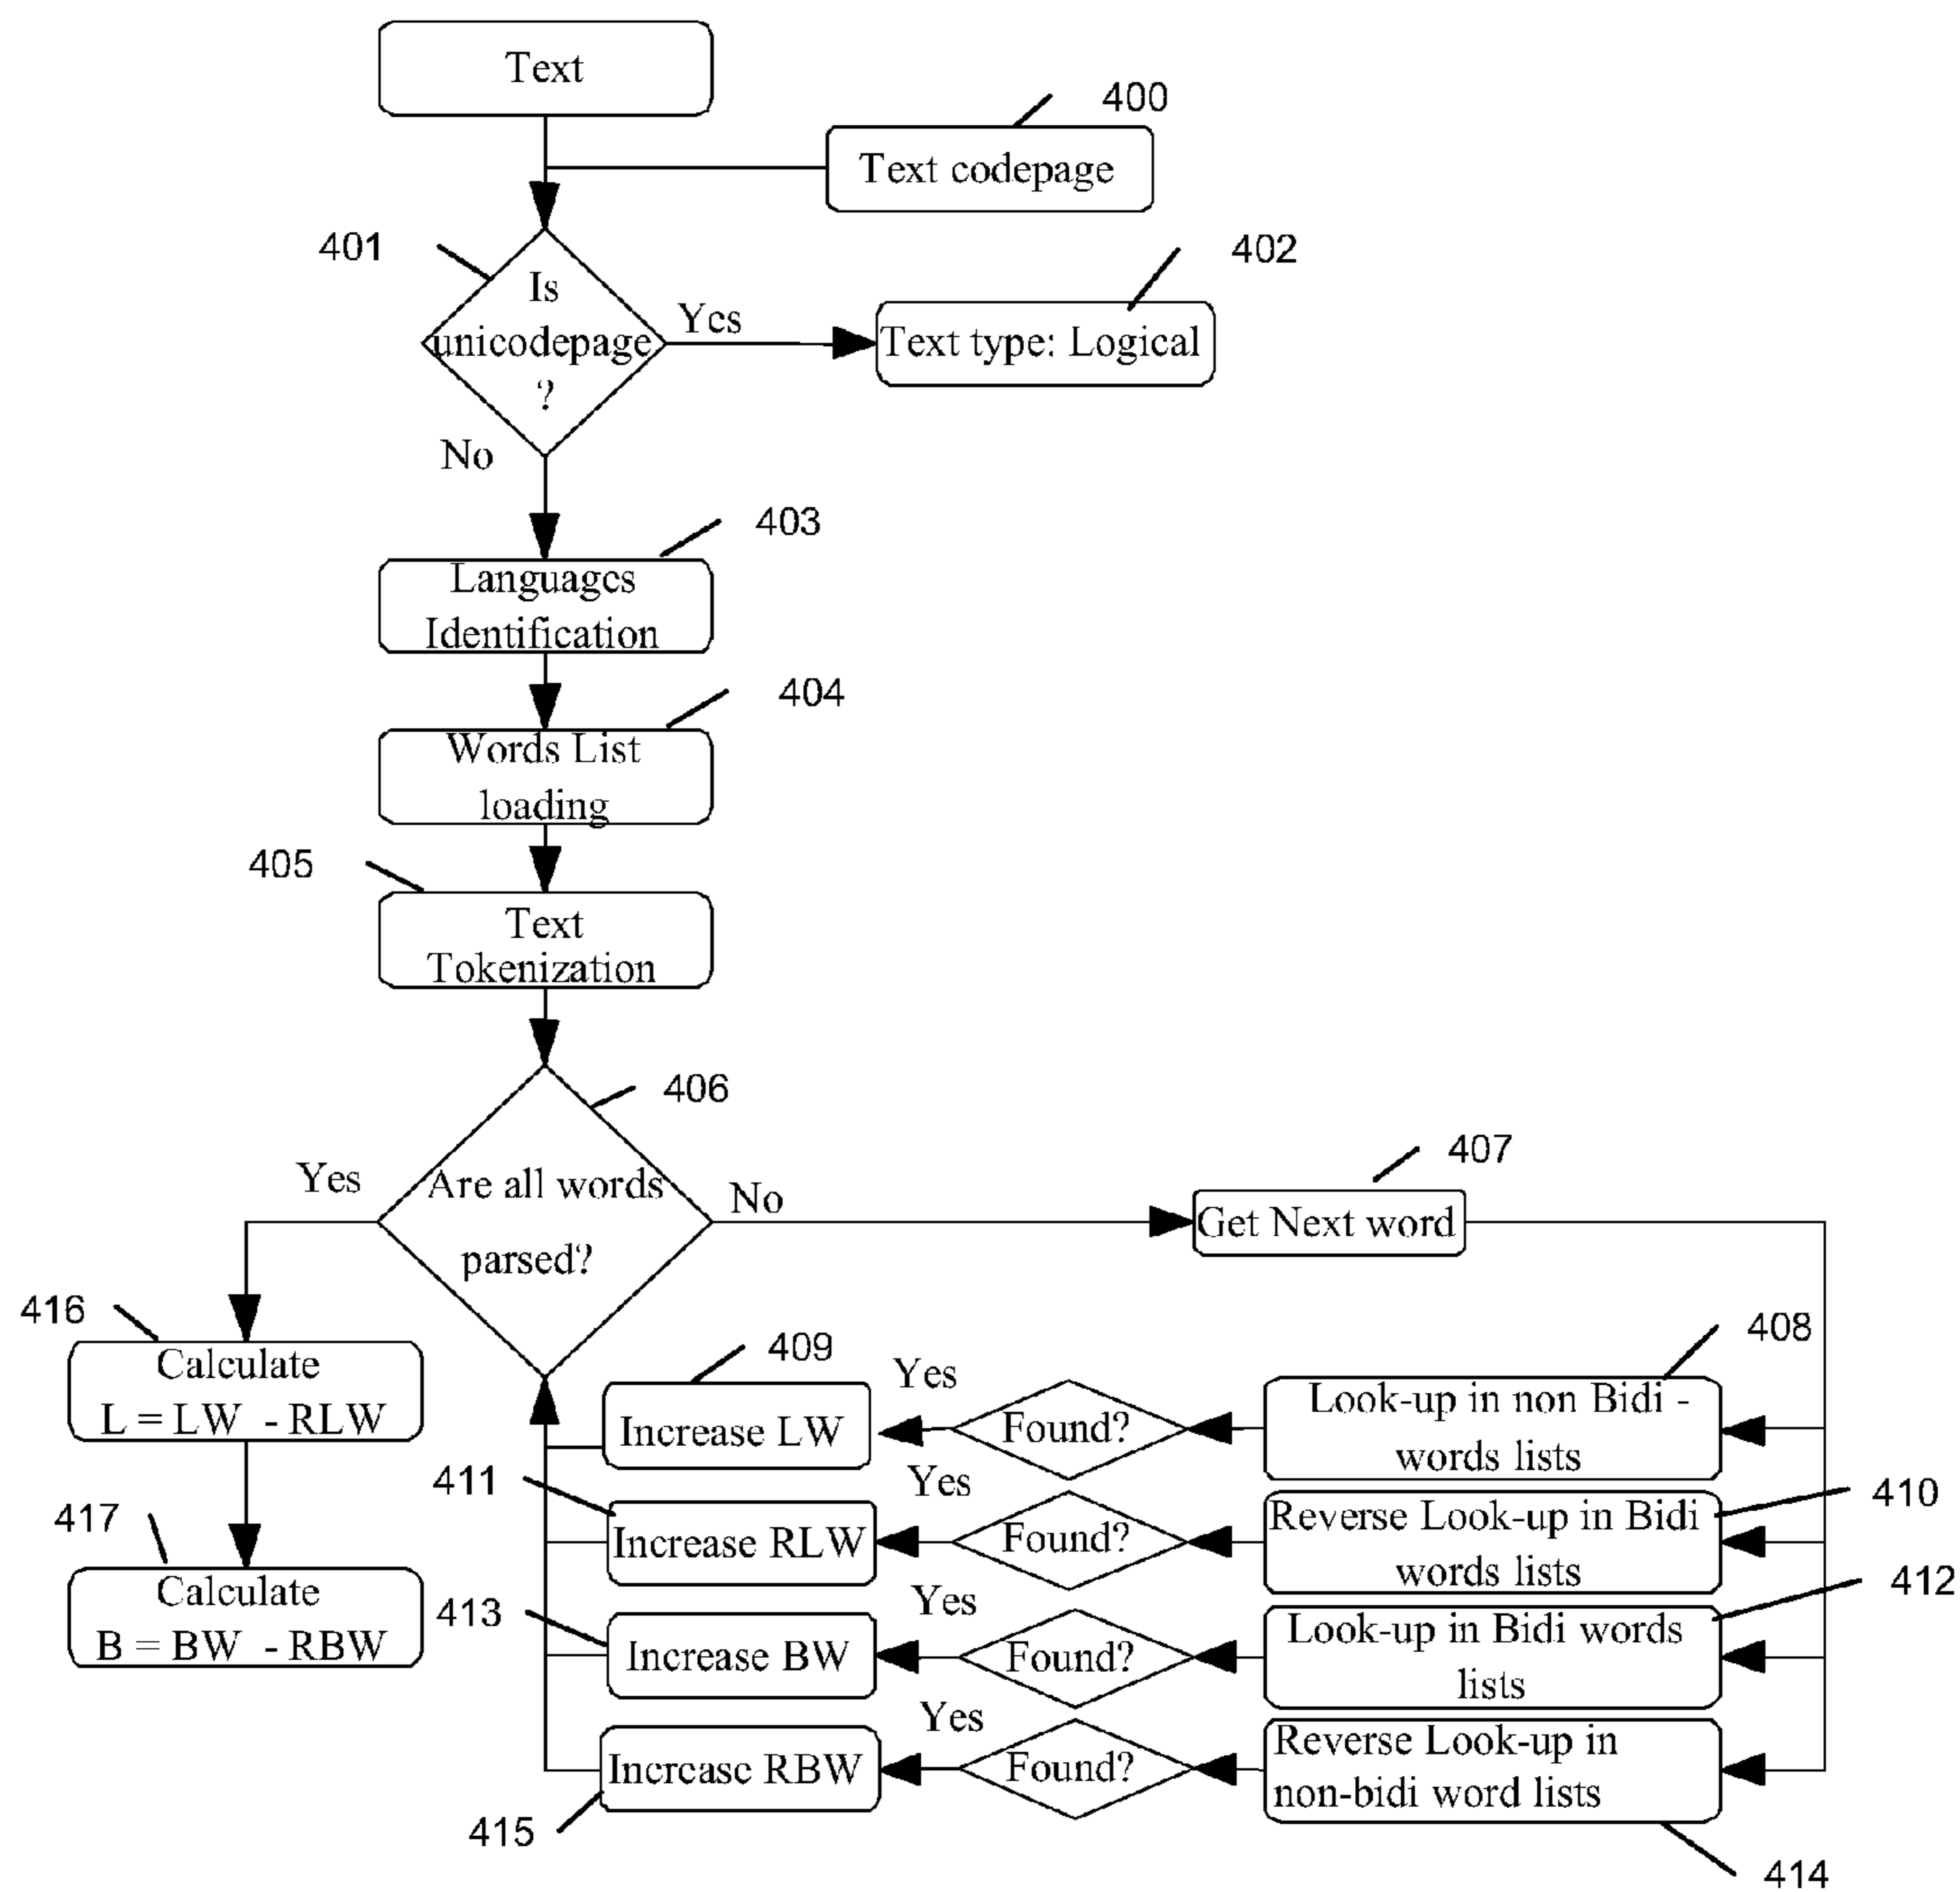 Text
400
Text codepage
401
Is
unicodepage
?
Yes
402
Text type: Logical
No
403
Languages
Identification
404
Words List
loading
405
Text
Tokenization
406
Are all words
parsed?
Yes
No
407
Get Next word
416
Calculate
L = LW - RLW
417
Calculate
B = BW - RBW
409
Increase LW
Yes
Found?
408
Look-up in non Bidi -
words lists
411
Increase RLW
Yes
Found?
410
Reverse Look-up in Bidi
words lists
413
Increase BW
Yes
Found?
412
Look-up in Bidi words
lists
415
Increase RBW
Yes
Found?
Reverse Look-up in
non-bidi word lists
414